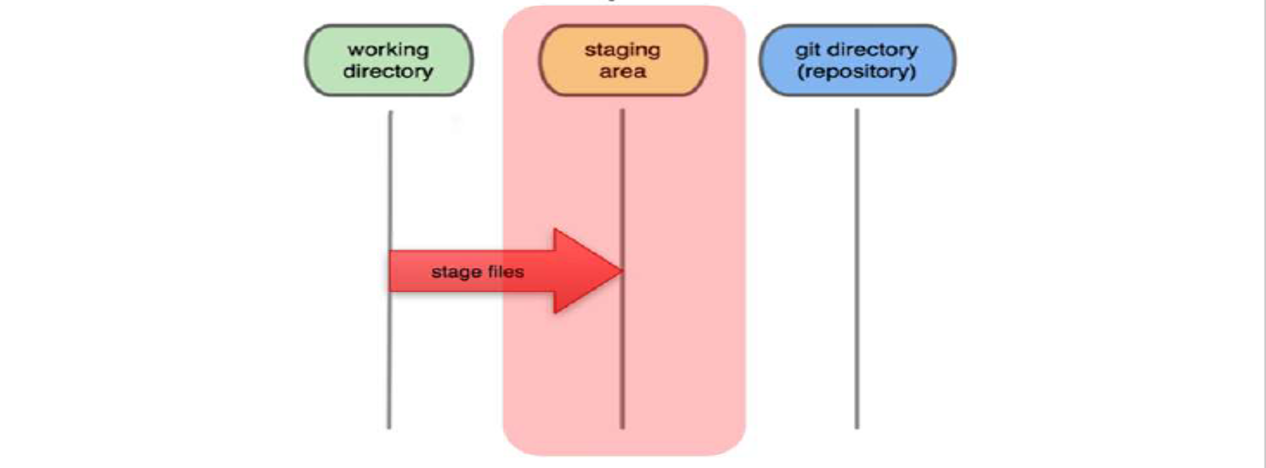 working
directory
staging
area
git directory
(repository)
stage files